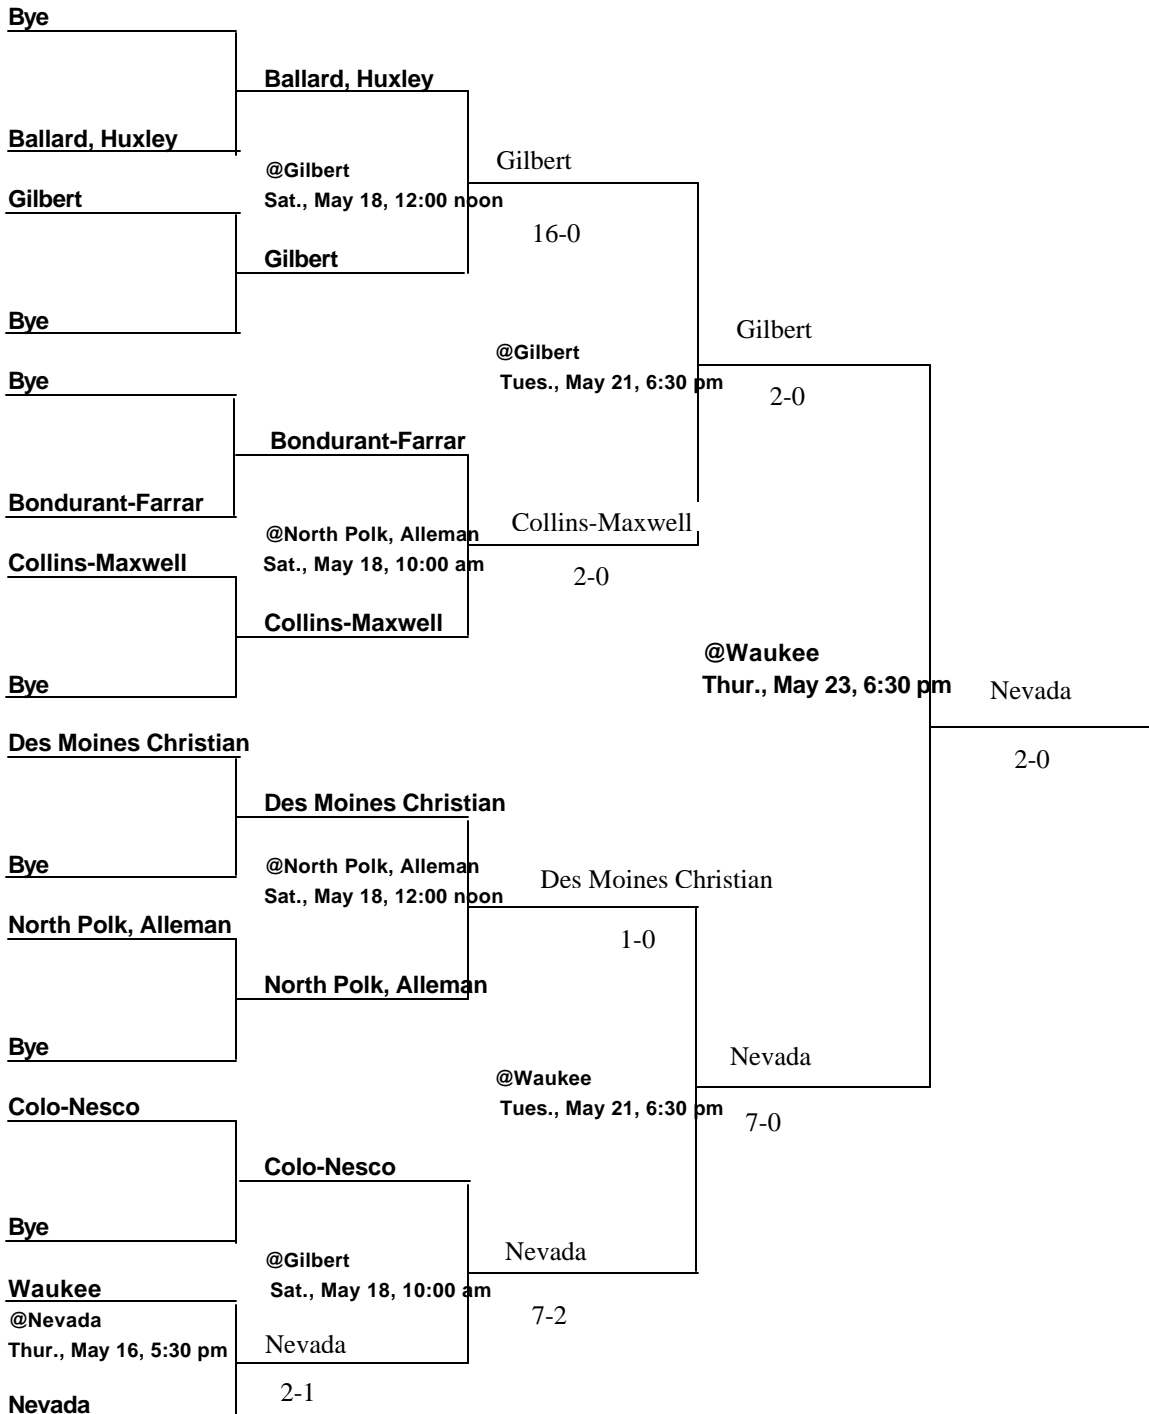 Bye
Ballard, Huxley
Ballard, Huxley
@Gilbert
Sat., May 18, 12:00 noon
Gilbert
16-0
Gilbert
Gilbert
Bye
@Gilbert
Tues., May 21, 6:30 pm
Gilbert
2-0
Bye
Bondurant-Farrar
Bondurant-Farrar
@North Polk, Alleman
Sat., May 18, 10:00 am
Collins-Maxwell
2-0
Collins-Maxwell
Collins-Maxwell
Bye
@Waukee
Thur., May 23, 6:30 pm
Nevada
2-0
Des Moines Christian
Des Moines Christian
Bye
@North Polk, Alleman
Sat., May 18, 12:00 noon
Des Moines Christian
1-0
North Polk, Alleman
North Polk, Alleman
Bye
@Waukee
Tues., May 21, 6:30 pm
Nevada
7-0
Colo-Nesco
Colo-Nesco
Bye
@Gilbert
Sat., May 18, 10:00 am
Nevada
7-2
Waukee
@Nevada
Thur., May 16, 5:30 pm
Nevada
2-1
Nevada